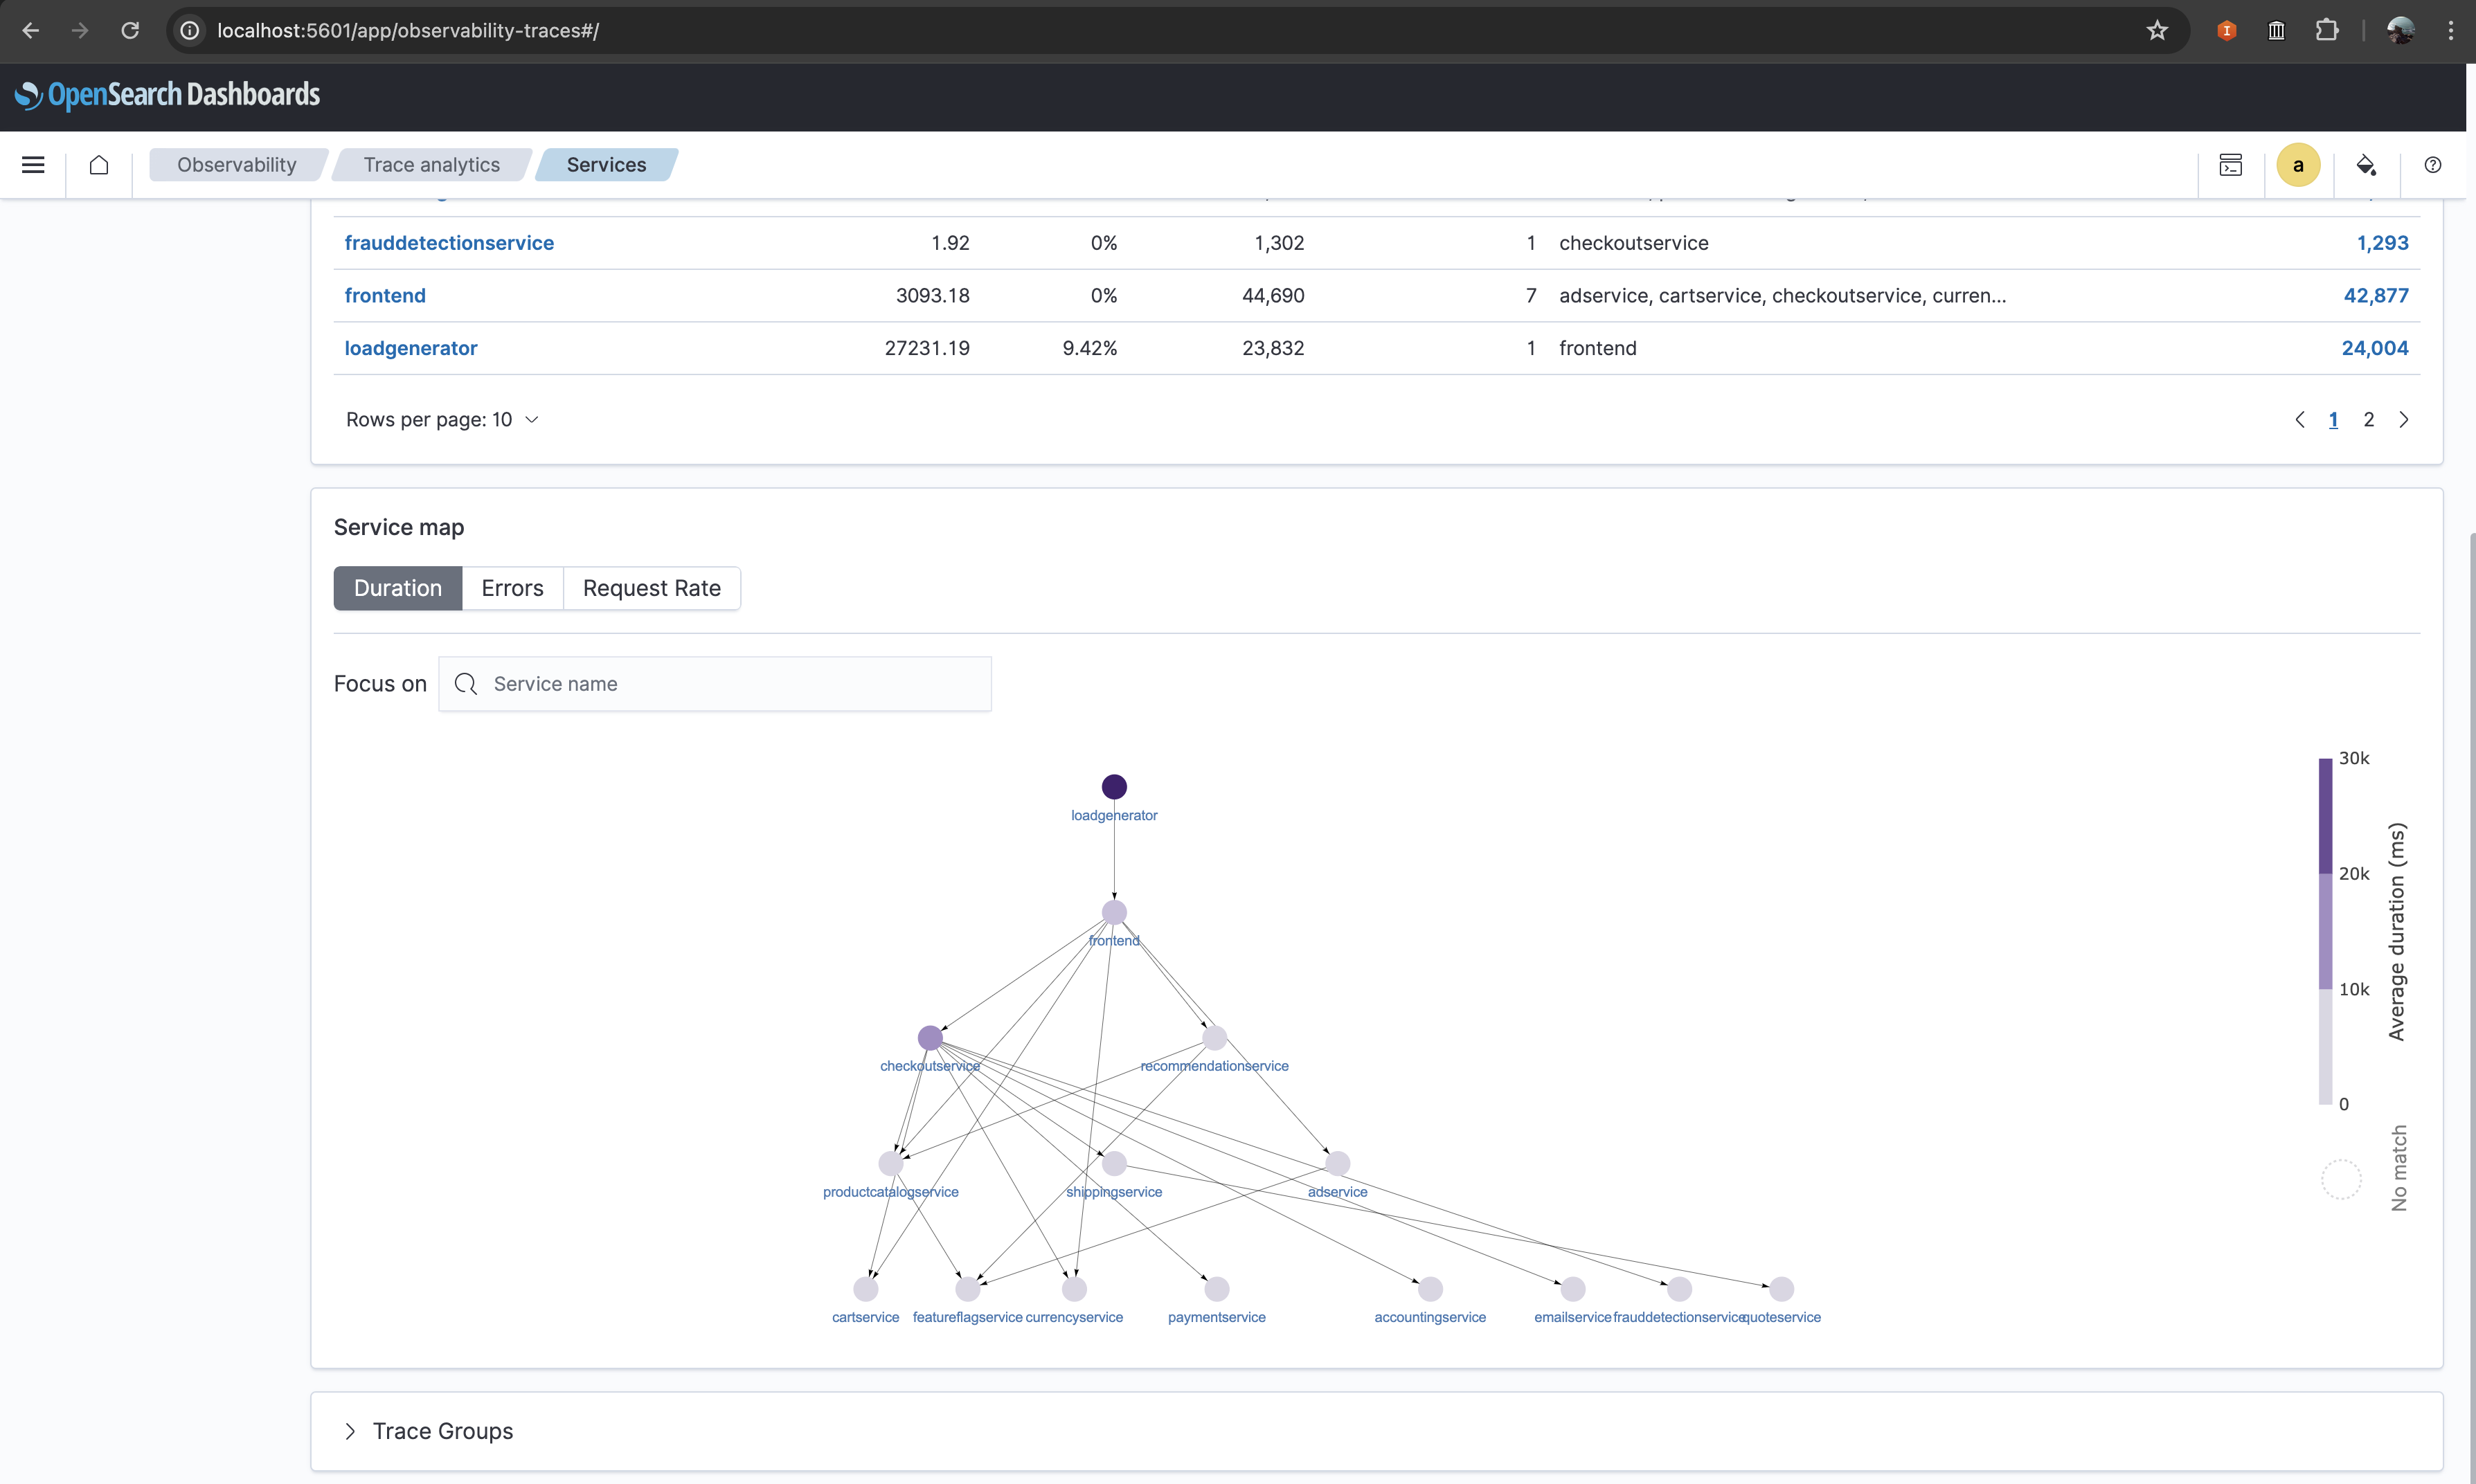 localhost:5601/app/observability-traces#/
OpenSearch Dashboards
Observability Trace analytics Services a
frauddetectionservice 1.92 0% 1,302 1 checkoutservice 1,293
frontend 3093.18 0% 44,690 7 adservice, cartservice, checkoutservice, curren... 42,877
loadgenerator 27231.19 9.42% 23,832 1 frontend 24,004
Rows per page: 10 1 2
Service map
Duration Errors Request Rate
Focus on Service name
loadgenerator
frontend
checkoutservice recommendationservice
productcatalogservice shippingservice adservice
cartservice featureflagservice currencyservice paymentservice accountingservice emailservice frauddetectionservice quoteservice
30k
20k
10k
0
Average duration (ms)
No match
Trace Groups